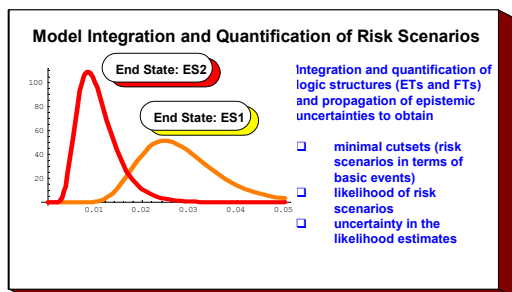 Model Integration and Quantification of Risk Scenarios
End State: ES2
End State: ES1
100
80
60
40
20
0.01 0.02 0.03 0.04 0.05
Integration and quantification of
logic structures (ETs and FTs)
and propagation of epistemic
uncertainties to obtain
❑ minimal cutsets (risk
scenarios in terms of
basic events)
❑ likelihood of risk
scenarios
❑ uncertainty in the
likelihood estimates